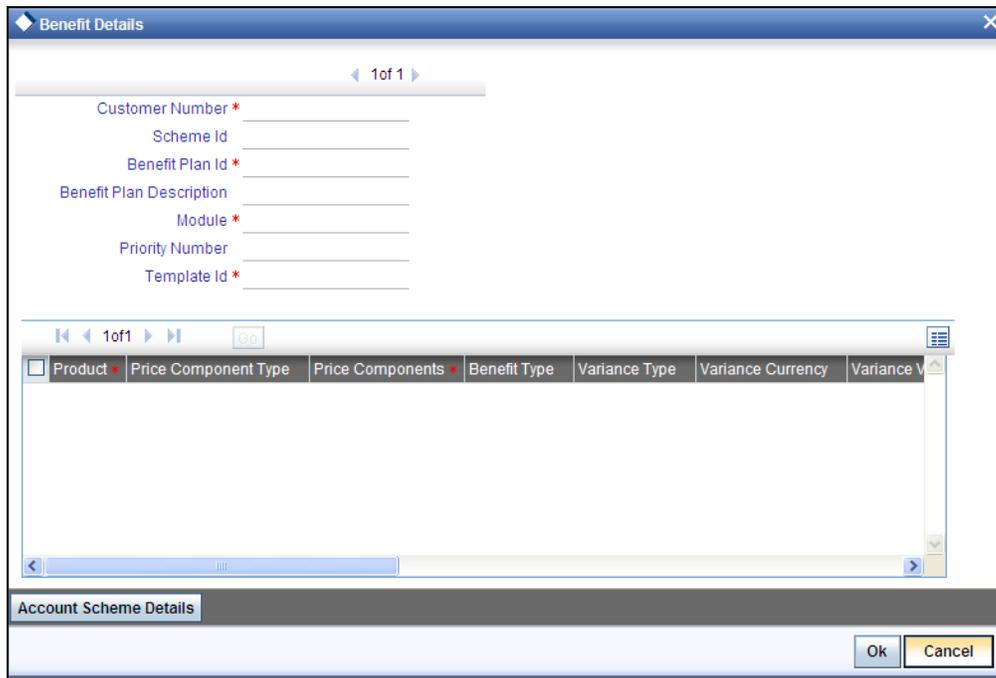 Benefit Details
1of 1
Customer Number *
Scheme Id
Benefit Plan Id *
Benefit Plan Description
Module *
Priority Number
Template Id *
1of1 Go
Product * Price Component Type Price Components * Benefit Type Variance Type Variance Currency Variance V
Account Scheme Details
Ok Cancel